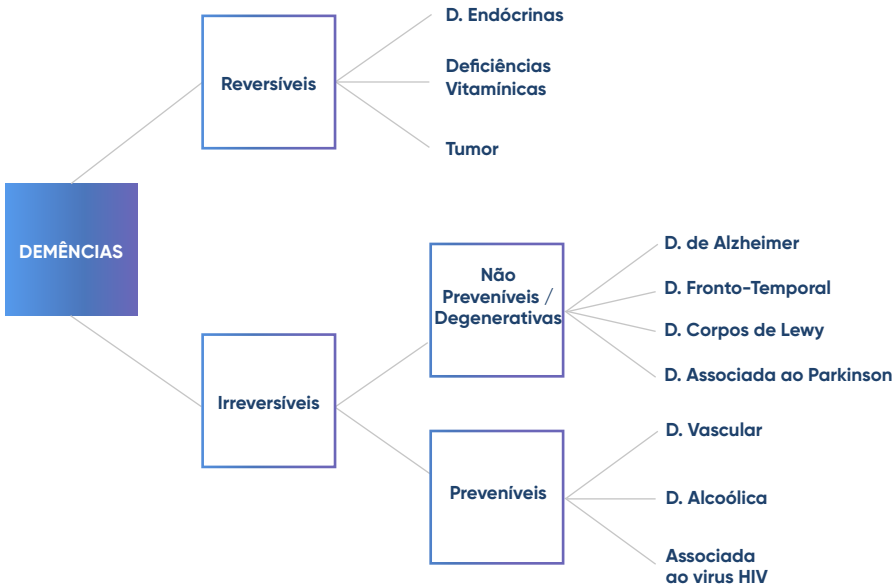 DEMÊNCIAS
Reversíveis
D. Endócrinas
Deficiências
Vitamínicas
Tumor
Irreversíveis
Não
Preveníveis /
Degenerativas
D. de Alzheimer
D. Fronto-Temporal
D. Corpos de Lewy
D. Associada ao Parkinson
Preveníveis
D. Vascular
D. Alcoólica
Associada
ao virus HIV